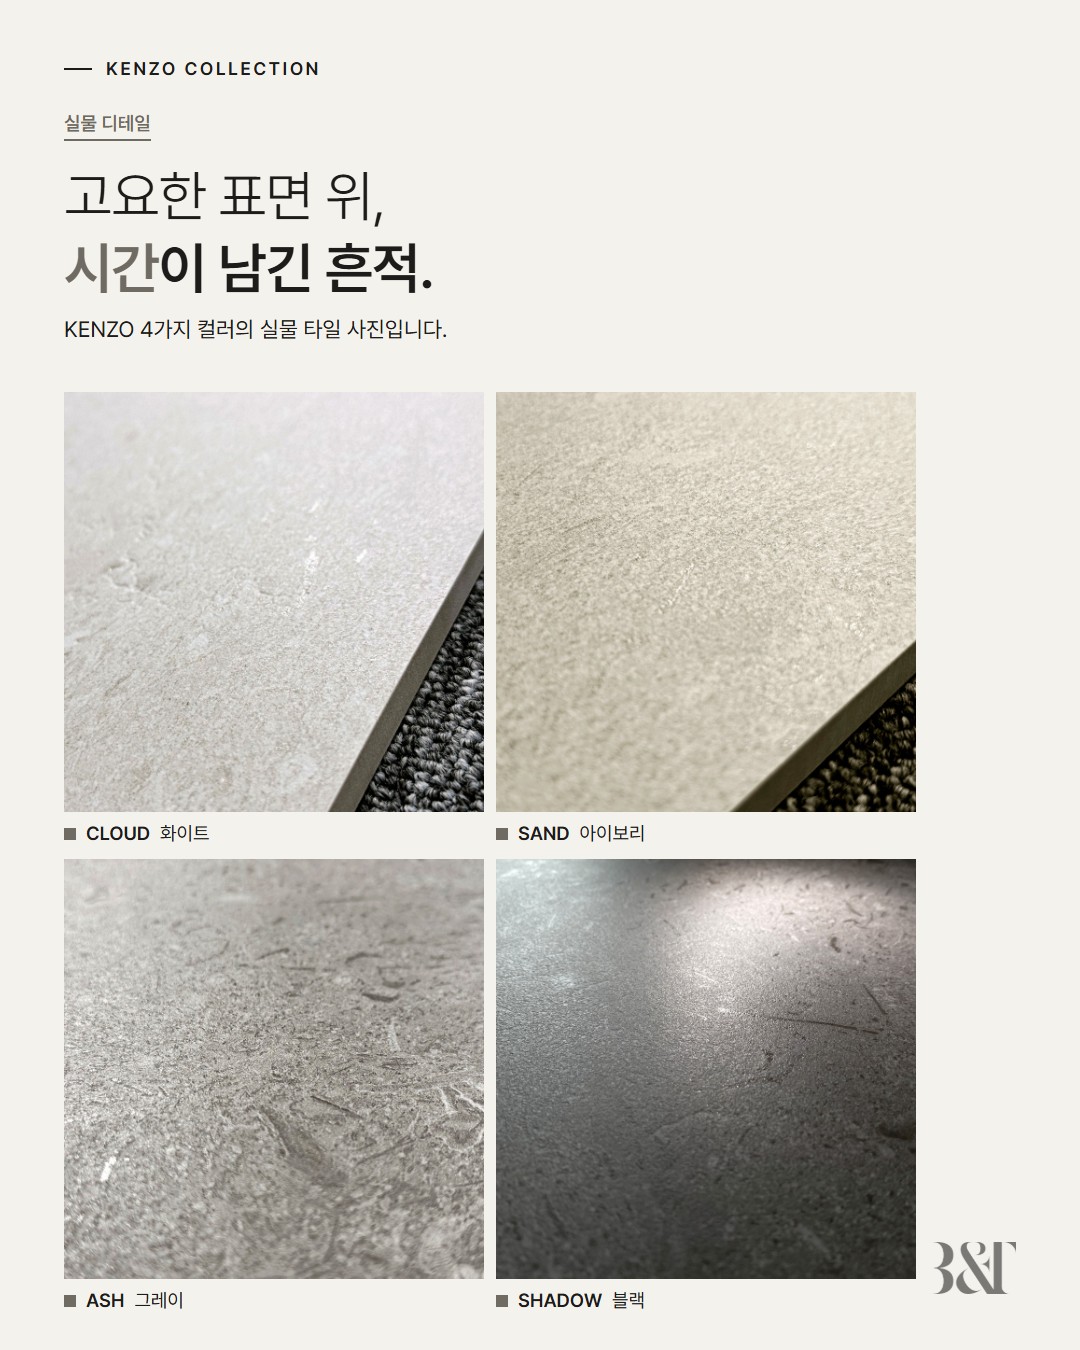 KENZO COLLECTION
실물 디테일
고요한 표면 위,
시간이 남긴 흔적.
KENZO 4가지 컬러의 실물 타일 사진입니다.
CLOUD 화이트
SAND 아이보리
ASH 그레이
SHADOW 블랙
B&T